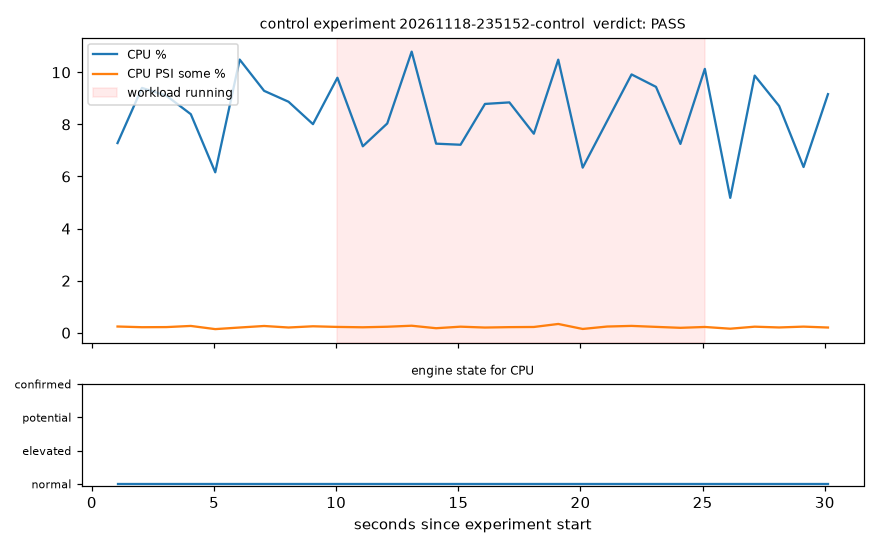 control experiment 20261118-235152-control  verdict: PASS
CPU %
CPU PSI some %
workload running
10
8
6
4
2
0
engine state for CPU
confirmed
potential
elevated
normal
0 5 10 15 20 25 30
seconds since experiment start